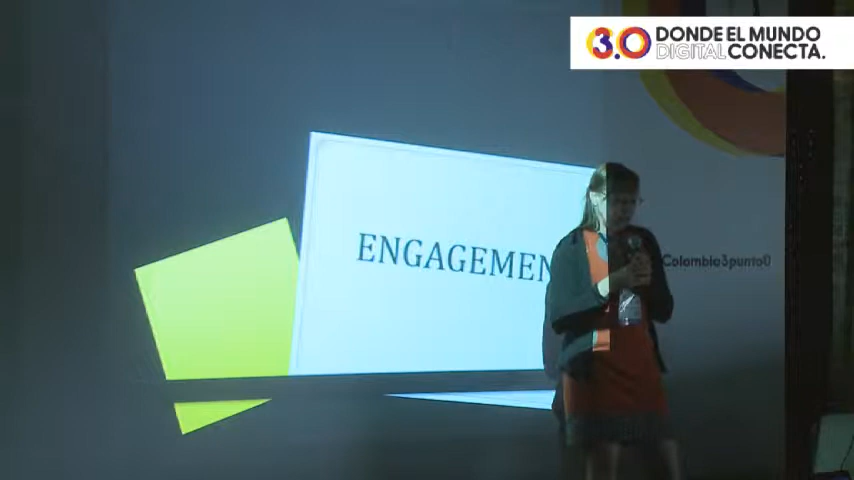 3.0 DONDE EL MUNDO
DIGITAL CONECTA.
ENGAGEMEN
Colombia3punto0